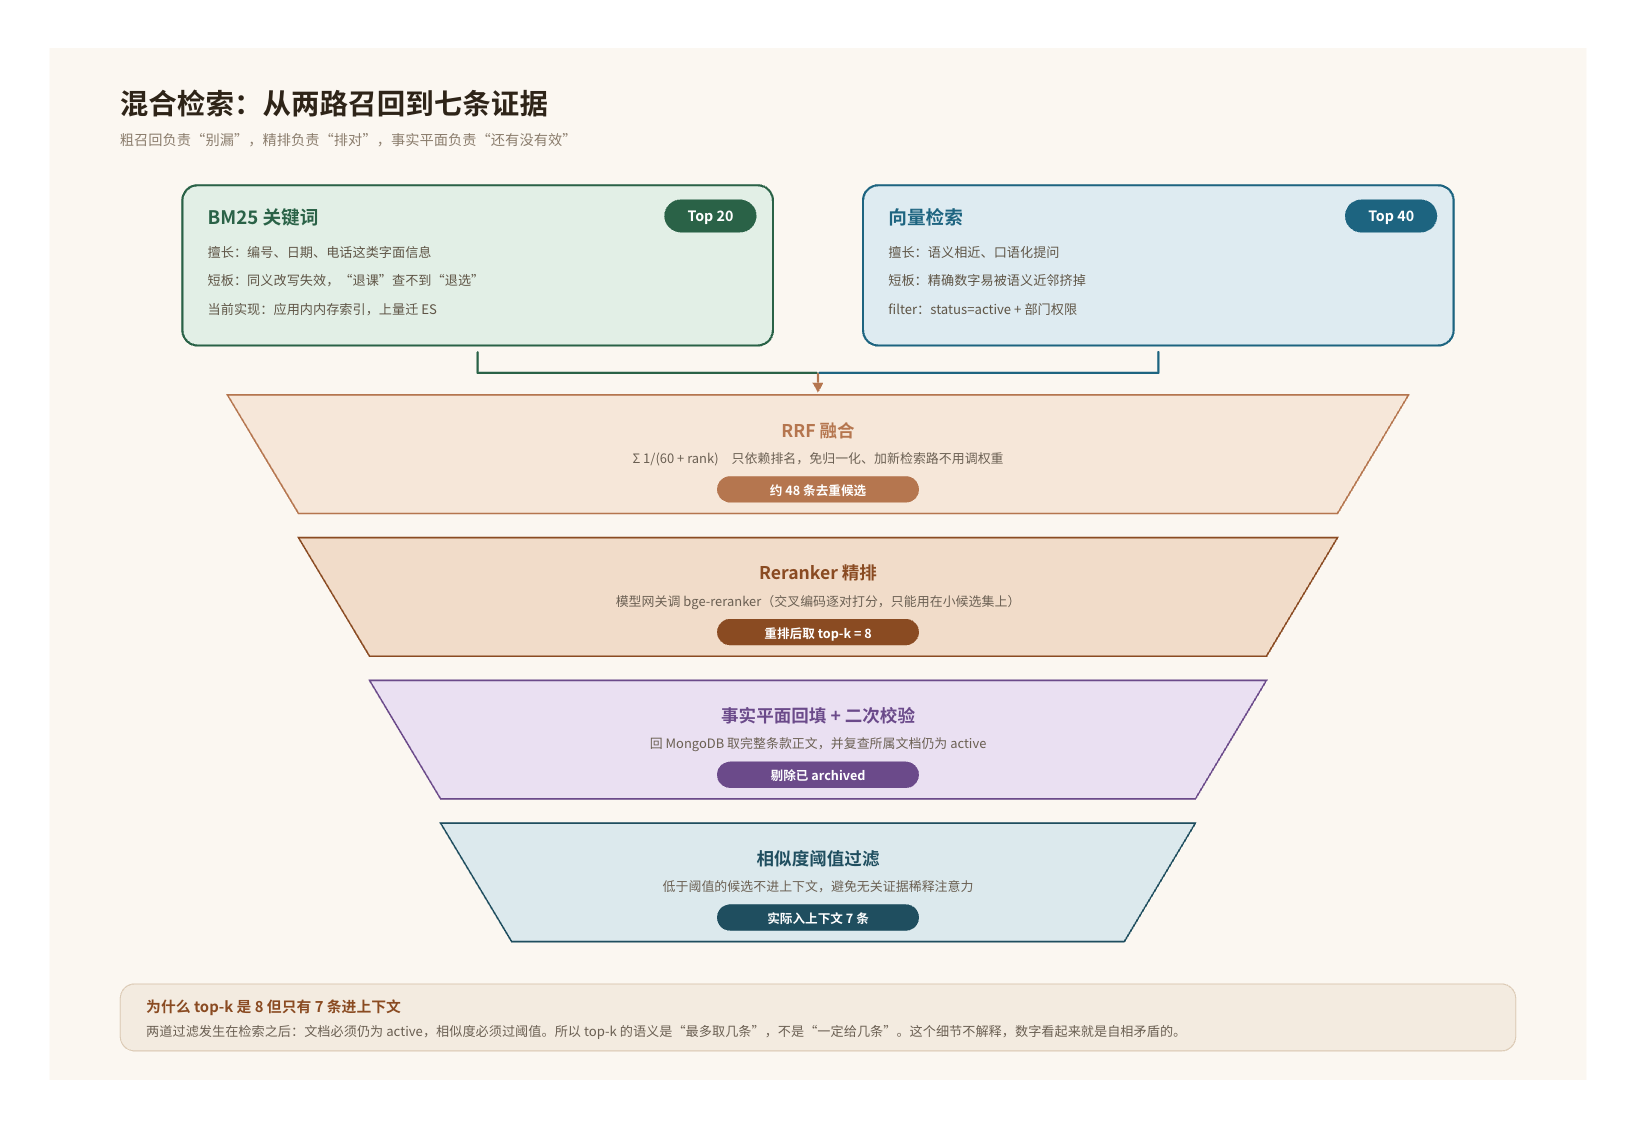 混合检索：从两路召回到七条证据
粗召回负责“别漏”，精排负责“排对”，事实平面负责“还有没有效”
BM25 关键词
Top 20
擅长：编号、日期、电话这类字面信息
短板：同义改写失效，“退课”查不到“退选”
当前实现：应用内内存索引，上量迁 ES
向量检索
Top 40
擅长：语义相近、口语化提问
短板：精确数字易被语义近邻挤掉
filter：status=active + 部门权限
RRF 融合
Σ 1/(60 + rank)　只依赖排名，免归一化、加新检索路不用调权重
约 48 条去重候选
Reranker 精排
模型网关调 bge-reranker（交叉编码逐对打分，只能用在小候选集上）
重排后取 top-k = 8
事实平面回填 + 二次校验
回 MongoDB 取完整条款正文，并复查所属文档仍为 active
剔除已 archived
相似度阈值过滤
低于阈值的候选不进上下文，避免无关证据稀释注意力
实际入上下文 7 条
为什么 top-k 是 8 但只有 7 条进上下文
两道过滤发生在检索之后：文档必须仍为 active，相似度必须过阈值。所以 top-k 的语义是“最多取几条”，不是“一定给几条”。这个细节不解释，数字看起来就是自相矛盾的。